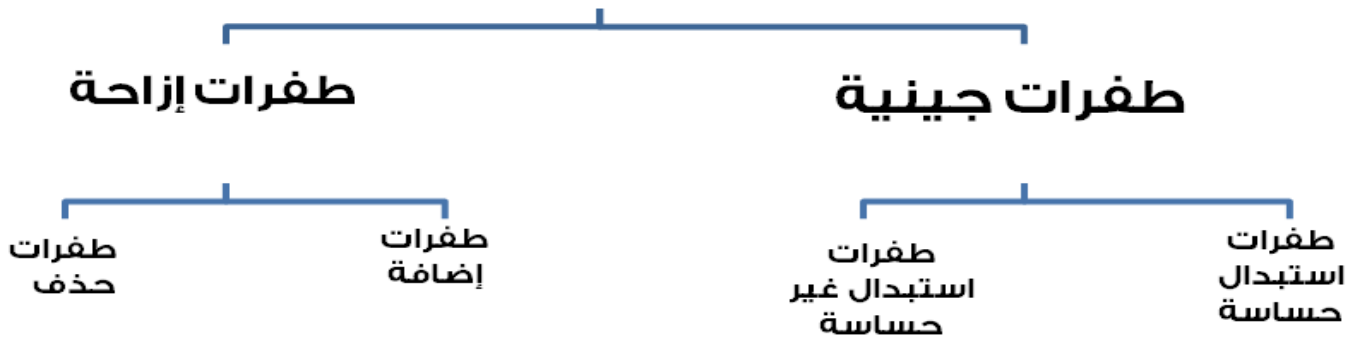 طفرات جينية
طفرات إزاحة
طفرات
استبدال
حساسة
طفرات
استبدال غير
حساسة
طفرات
إضافة
طفرات
حذف